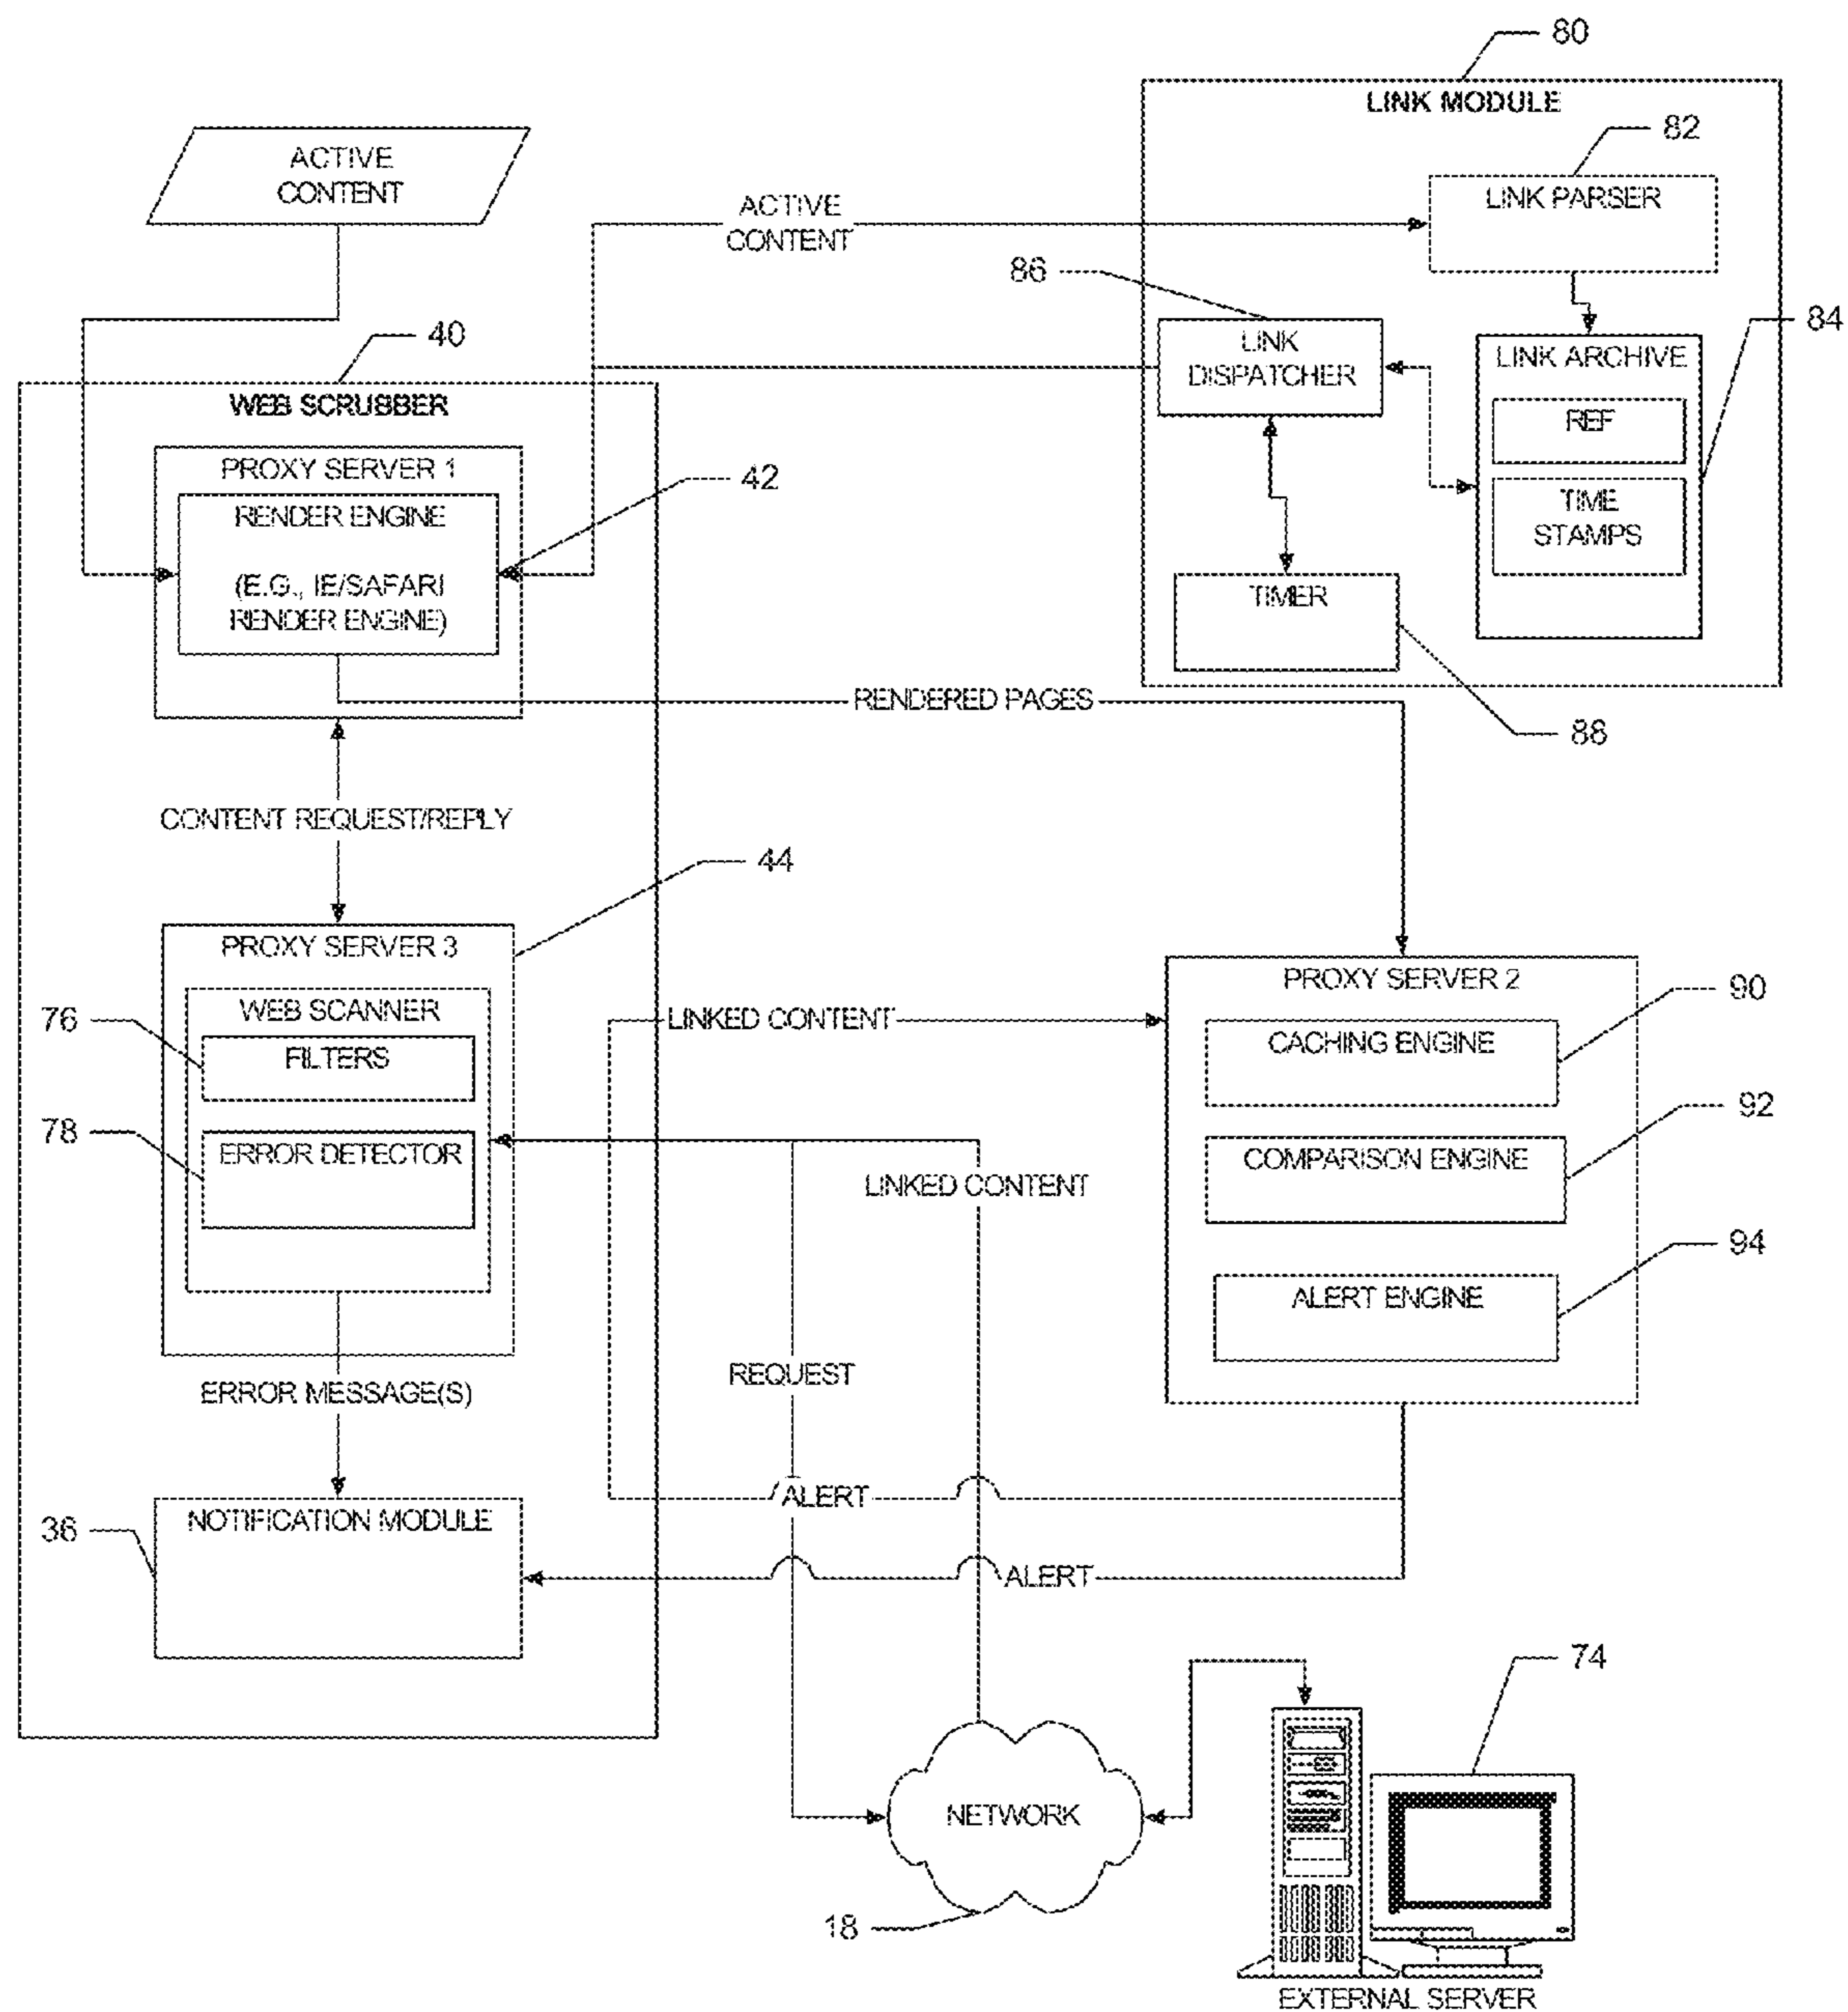 80
LINK MODULE
82
LINK PARSER
ACTIVE
CONTENT
ACTIVE
CONTENT
86
LINK
DISPATCHER
84
LINK ARCHIVE
REF
TIME
STAMPS
TIMER
88
40
WEB SCRUBBER
PROXY SERVER 1
42
RENDER ENGINE
(E.G., IE/SAFARI
RENDER ENGINE)
RENDERED PAGES
CONTENT REQUEST/REPLY
44
PROXY SERVER 3
WEB SCANNER
76
FILTERS
78
ERROR DETECTOR
LINKED CONTENT
PROXY SERVER 2
90
CACHING ENGINE
92
COMPARISON ENGINE
94
ALERT ENGINE
LINKED CONTENT
REQUEST
ERROR MESSAGE(S)
ALERT
36
NOTIFICATION MODULE
ALERT
74
NETWORK
18
EXTERNAL SERVER